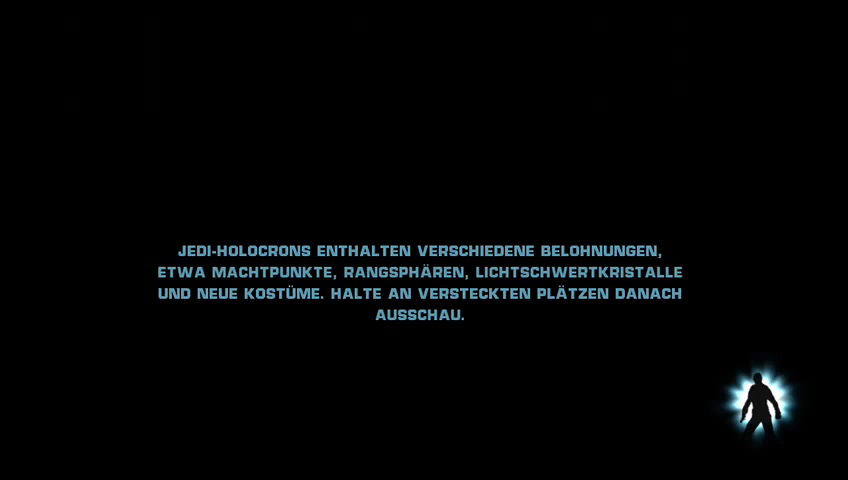 JEDI-HOLOCRONS ENTHALTEN VERSCHIEDENE BELOHNUNGEN,
ETWA MACHTPUNKTE, RANGSPHÄREN, LICHTSCHWERTKRISTALLE
UND NEUE KOSTÜME. HALTE AN VERSTECKTEN PLÄTZEN DANACH
AUSSCHAU.